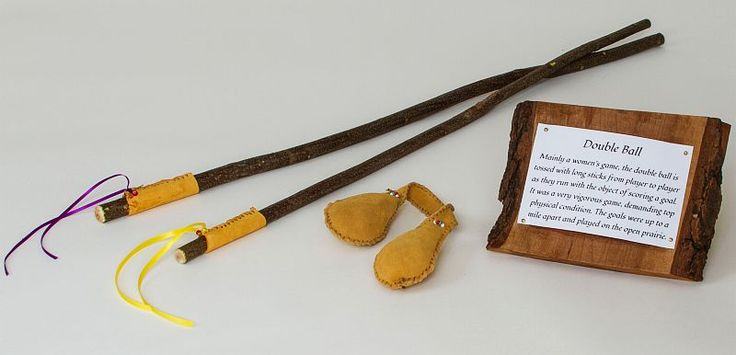 Double Ball
Mainly a women's game, the double ball is
tossed with long sticks from player to player
as they run with the object of scoring a goal.
It was a very vigorous game, demanding top
physical condition. The goals were up to a
mile apart and played on the open prairie.